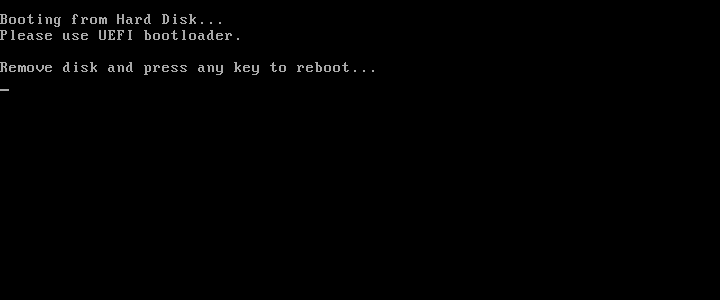 Booting from Hard Disk...
Please use UEFI bootloader.
Remove disk and press any key to reboot...